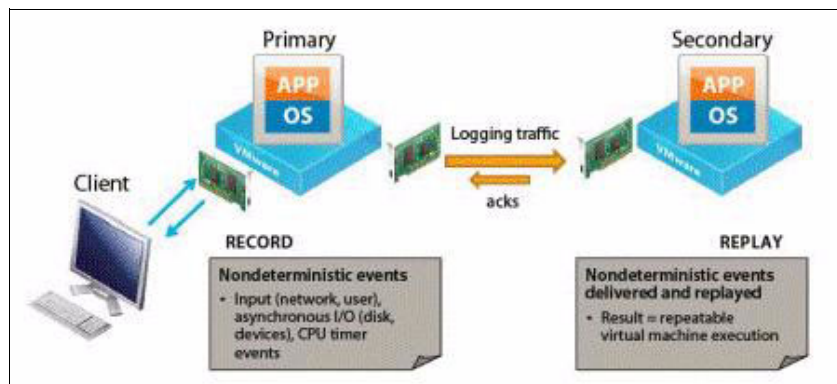 Primary
Secondary
APP
OS
VMware
APP
OS
VMware
Logging traffic
acks
Client
RECORD
Nondeterministic events
• Input (network, user),
asynchronous I/O (disk,
devices), CPU timer
events
REPLAY
Nondeterministic events
delivered and replayed
• Result = repeatable
virtual machine execution